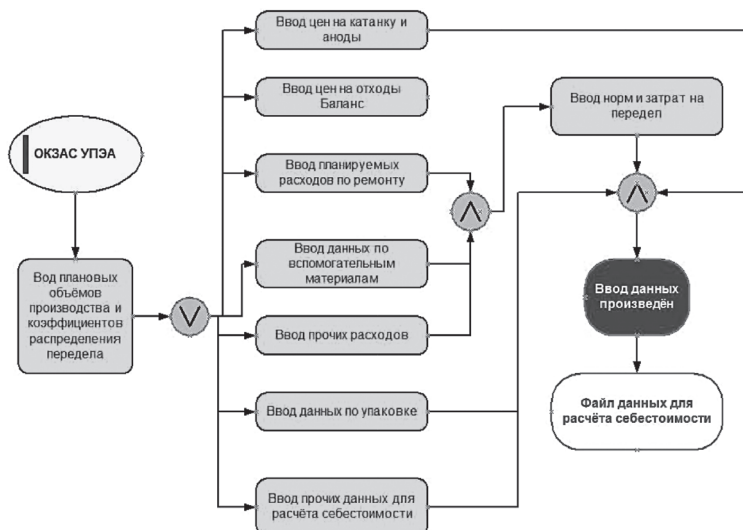 Ввод цен на катанку и
аноды
Ввод цен на отходы
Баланс
Ввод норм и затрат на
передел
ОКЗАС УПЭА
Ввод планируемых
расходов по ремонту
Вод плановых
объёмов
производства и
коэффициентов
распределения
передела
Ввод данных по
вспомогательным
материалам
Ввод данных
произведён
Ввод прочих расходов
Ввод данных по упаковке
Файл данных для
расчёта себестоимости
Ввод прочих данных для
расчёта себестоимости